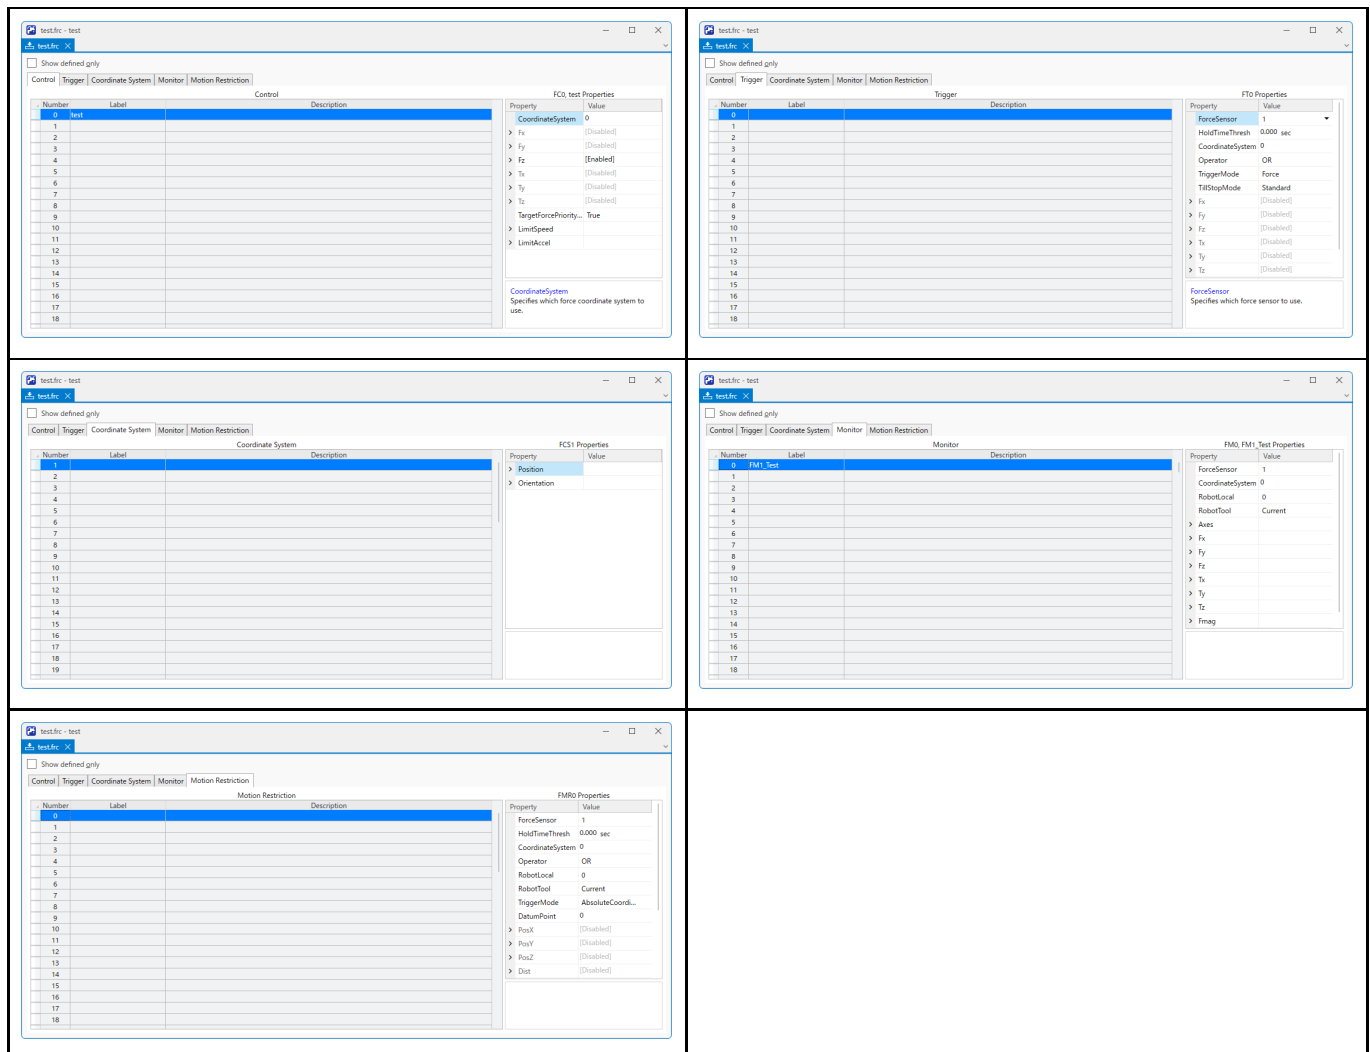 test.frc - test
test.frc
Show defined only
Control Trigger Coordinate System Monitor Motion Restriction
Control
Number Label Description
0 test
1
2
3
4
5
6
7
8
9
10
11
12
13
14
15
16
17
18
FC0, test Properties
Property Value
CoordinateSystem 0
Fx [Disabled]
Fy [Disabled]
Fz [Enabled]
Tx [Disabled]
Ty [Disabled]
Tz [Disabled]
TargetForcePriority... True
LimitSpeed
LimitAccel
CoordinateSystem
Specifies which force coordinate system to
use.
test.frc - test
test.frc
Show defined only
Control Trigger Coordinate System Monitor Motion Restriction
Trigger
Number Label Description
0
1
2
3
4
5
6
7
8
9
10
11
12
13
14
15
16
17
18
FT0 Properties
Property Value
ForceSensor 1
HoldTimeThresh 0.000 sec
CoordinateSystem 0
Operator OR
TriggerMode Force
TillStopMode Standard
Fx [Disabled]
Fy [Disabled]
Fz [Disabled]
Tx [Disabled]
Ty [Disabled]
Tz [Disabled]
ForceSensor
Specifies which force sensor to use.
test.frc - test
test.frc
Show defined only
Control Trigger Coordinate System Monitor Motion Restriction
Coordinate System
Number Label Description
1
2
3
4
5
6
7
8
9
10
11
12
13
14
15
16
17
18
19
FCS1 Properties
Property Value
Position
Orientation
test.frc - test
test.frc
Show defined only
Control Trigger Coordinate System Monitor Motion Restriction
Monitor
Number Label Description
0 FM1_Test
1
2
3
4
5
6
7
8
9
10
11
12
13
14
15
16
17
18
FM0, FM1_Test Properties
Property Value
ForceSensor 1
CoordinateSystem 0
RobotLocal 0
RobotTool Current
Axes
Fx
Fy
Fz
Tx
Ty
Tz
Fmag
test.frc - test
test.frc
Show defined only
Control Trigger Coordinate System Monitor Motion Restriction
Motion Restriction
Number Label Description
0
1
2
3
4
5
6
7
8
9
10
11
12
13
14
15
16
17
18
FMR0 Properties
Property Value
ForceSensor 1
HoldTimeThresh 0.000 sec
CoordinateSystem 0
Operator OR
RobotLocal 0
RobotTool Current
TriggerMode AbsoluteCoordi...
DatumPoint 0
PosX [Disabled]
PosY [Disabled]
PosZ [Disabled]
Dist [Disabled]